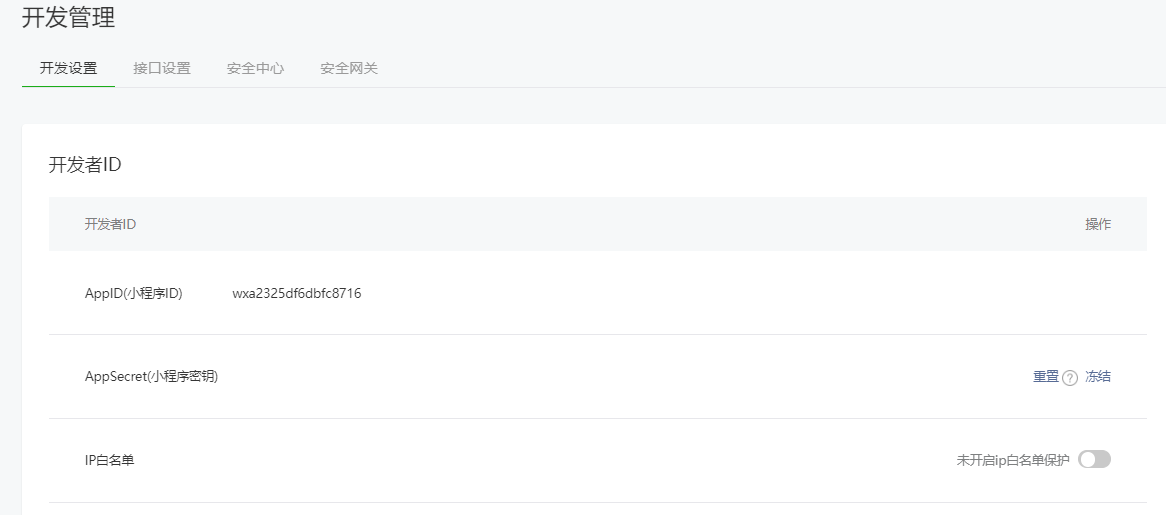 开发管理
开发设置 接口设置 安全中心 安全网关
开发者ID
开发者ID 操作
AppID(小程序ID) wxa2325df6dbfc8716
AppSecret(小程序密钥) 重置 ? 冻结
IP白名单 未开启ip白名单保护